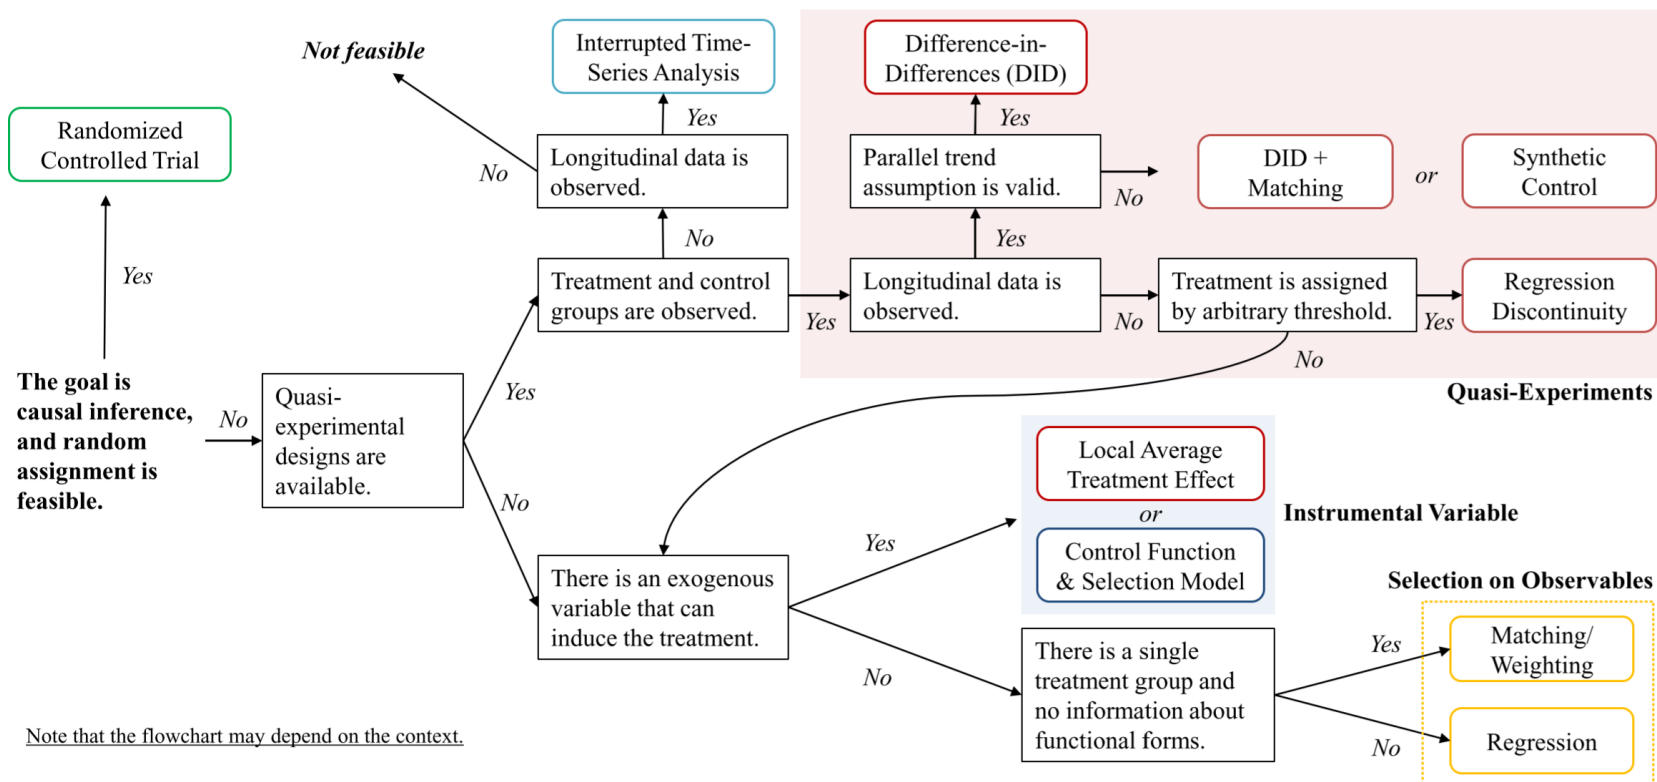 Not feasible
Interrupted Time-
Series Analysis
Difference-in-
Differences (DID)
Yes
Yes
Randomized
Controlled Trial
No
Longitudinal data is
observed.
Parallel trend
assumption is valid.
No
DID +
Matching
or
Synthetic
Control
Yes
No
Yes
Treatment and control
groups are observed.
Yes
Longitudinal data is
observed.
No
Treatment is assigned
by arbitrary threshold.
Yes
Regression
Discontinuity
No
Quasi-Experiments
The goal is
causal inference,
and random
assignment is
feasible.
No
Quasi-
experimental
designs are
available.
Yes
No
Local Average
Treatment Effect
or
Control Function
& Selection Model
Instrumental Variable
There is an exogenous
variable that can
induce the treatment.
Yes
No
Selection on Observables
There is a single
treatment group and
no information about
functional forms.
Yes
No
Matching/
Weighting
Regression
Note that the flowchart may depend on the context.